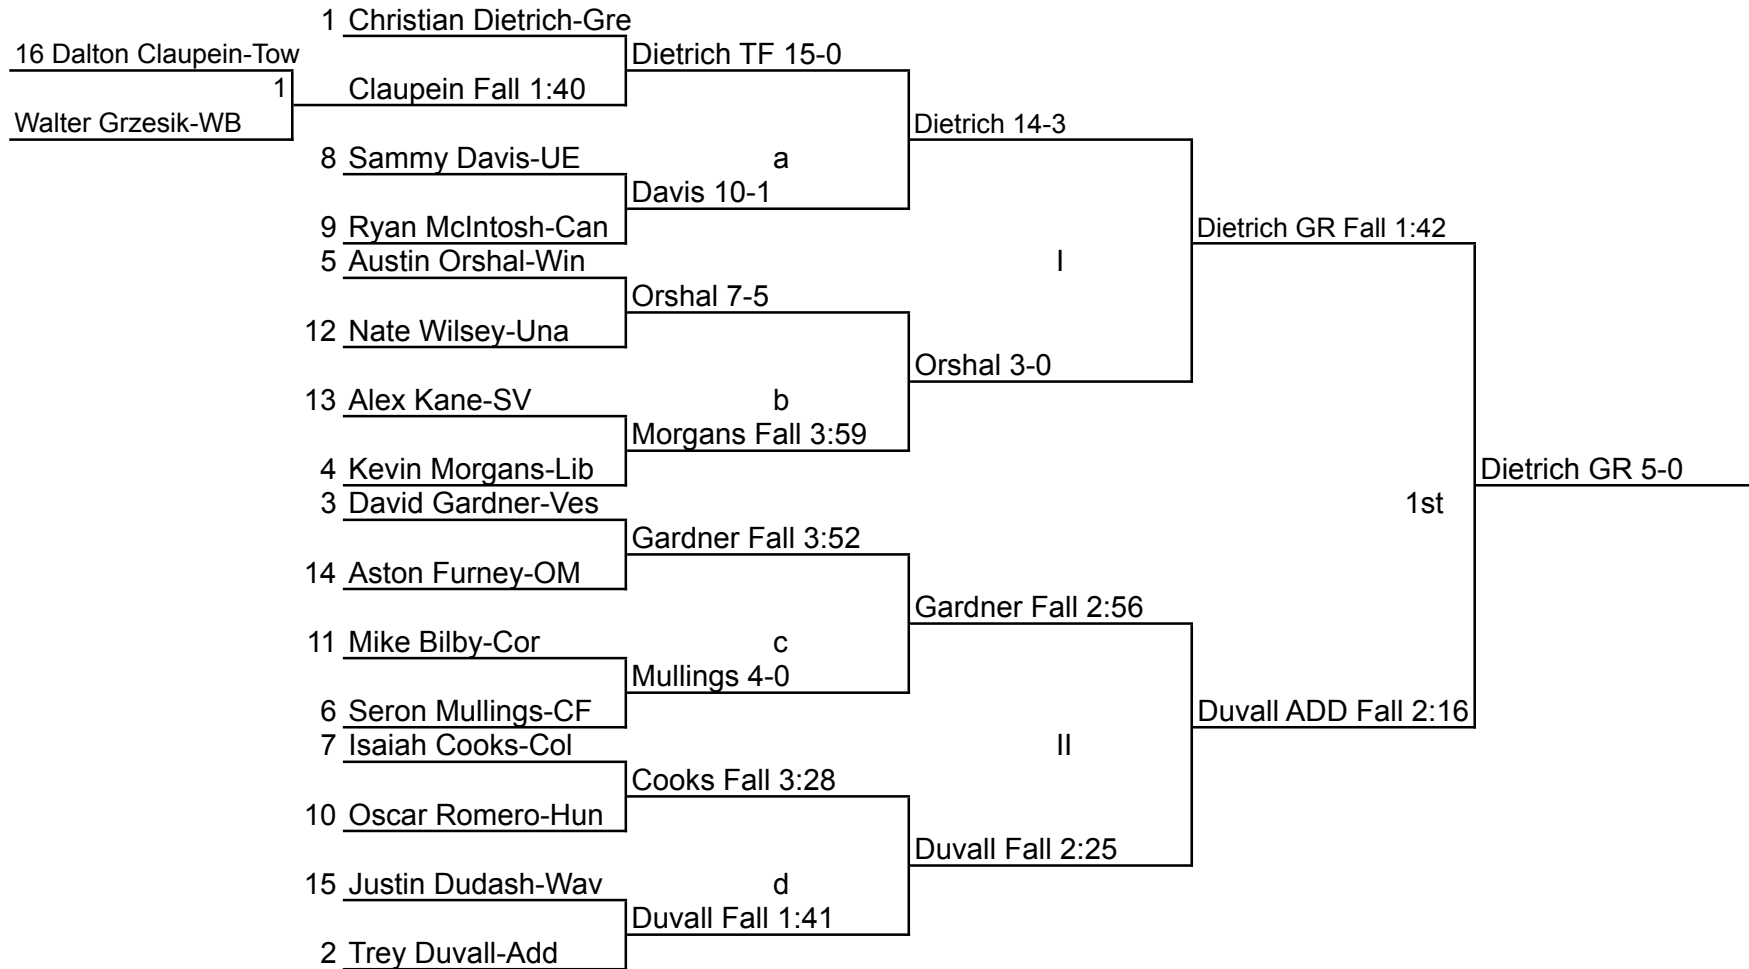 1 Christian Dietrich-Gre
16 Dalton Claupein-Tow
Dietrich TF 15-0
1
Claupein Fall 1:40
Walter Grzesik-WB
Dietrich 14-3
8 Sammy Davis-UE
a
Davis 10-1
9 Ryan McIntosh-Can
Dietrich GR Fall 1:42
5 Austin Orshal-Win
I
Orshal 7-5
12 Nate Wilsey-Una
Orshal 3-0
13 Alex Kane-SV
b
Morgans Fall 3:59
4 Kevin Morgans-Lib
Dietrich GR 5-0
3 David Gardner-Ves
1st
Gardner Fall 3:52
14 Aston Furney-OM
Gardner Fall 2:56
11 Mike Bilby-Cor
c
Mullings 4-0
6 Seron Mullings-CF
Duvall ADD Fall 2:16
7 Isaiah Cooks-Col
II
Cooks Fall 3:28
10 Oscar Romero-Hun
Duvall Fall 2:25
15 Justin Dudash-Wav
d
Duvall Fall 1:41
2 Trey Duvall-Add